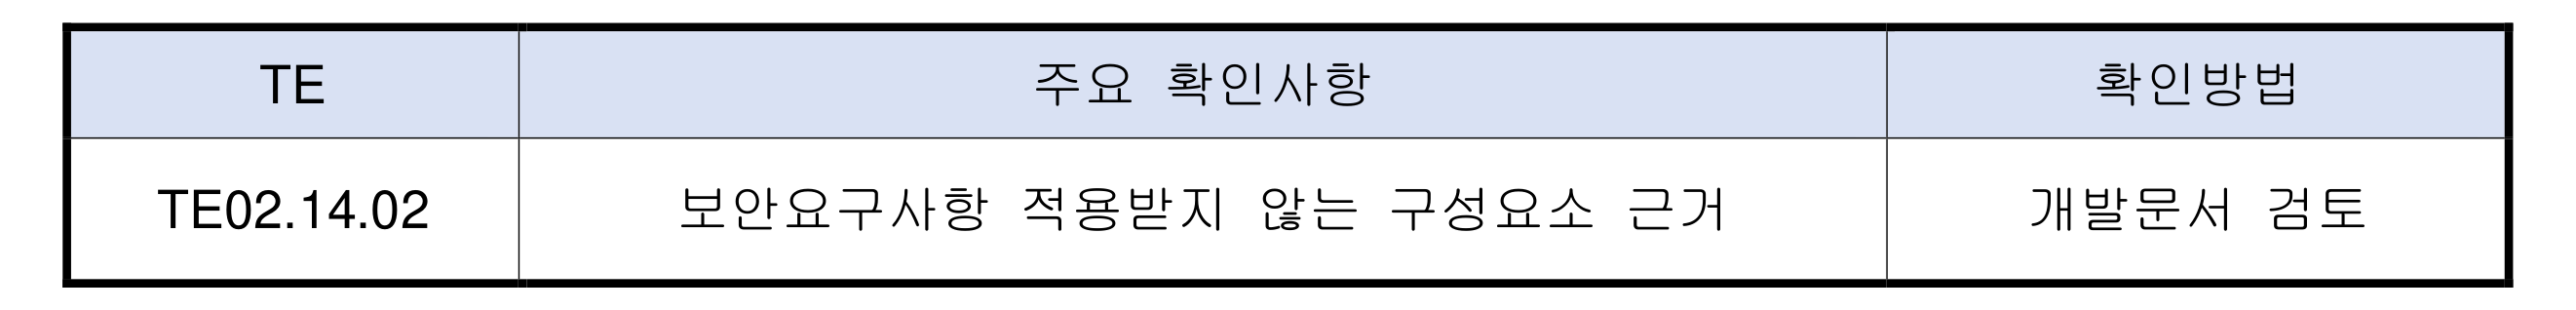 TE 주요 확인사항 확인방법
TE02.14.02 보안요구사항 적용받지 않는 구성요소 근거 개발문서 검토